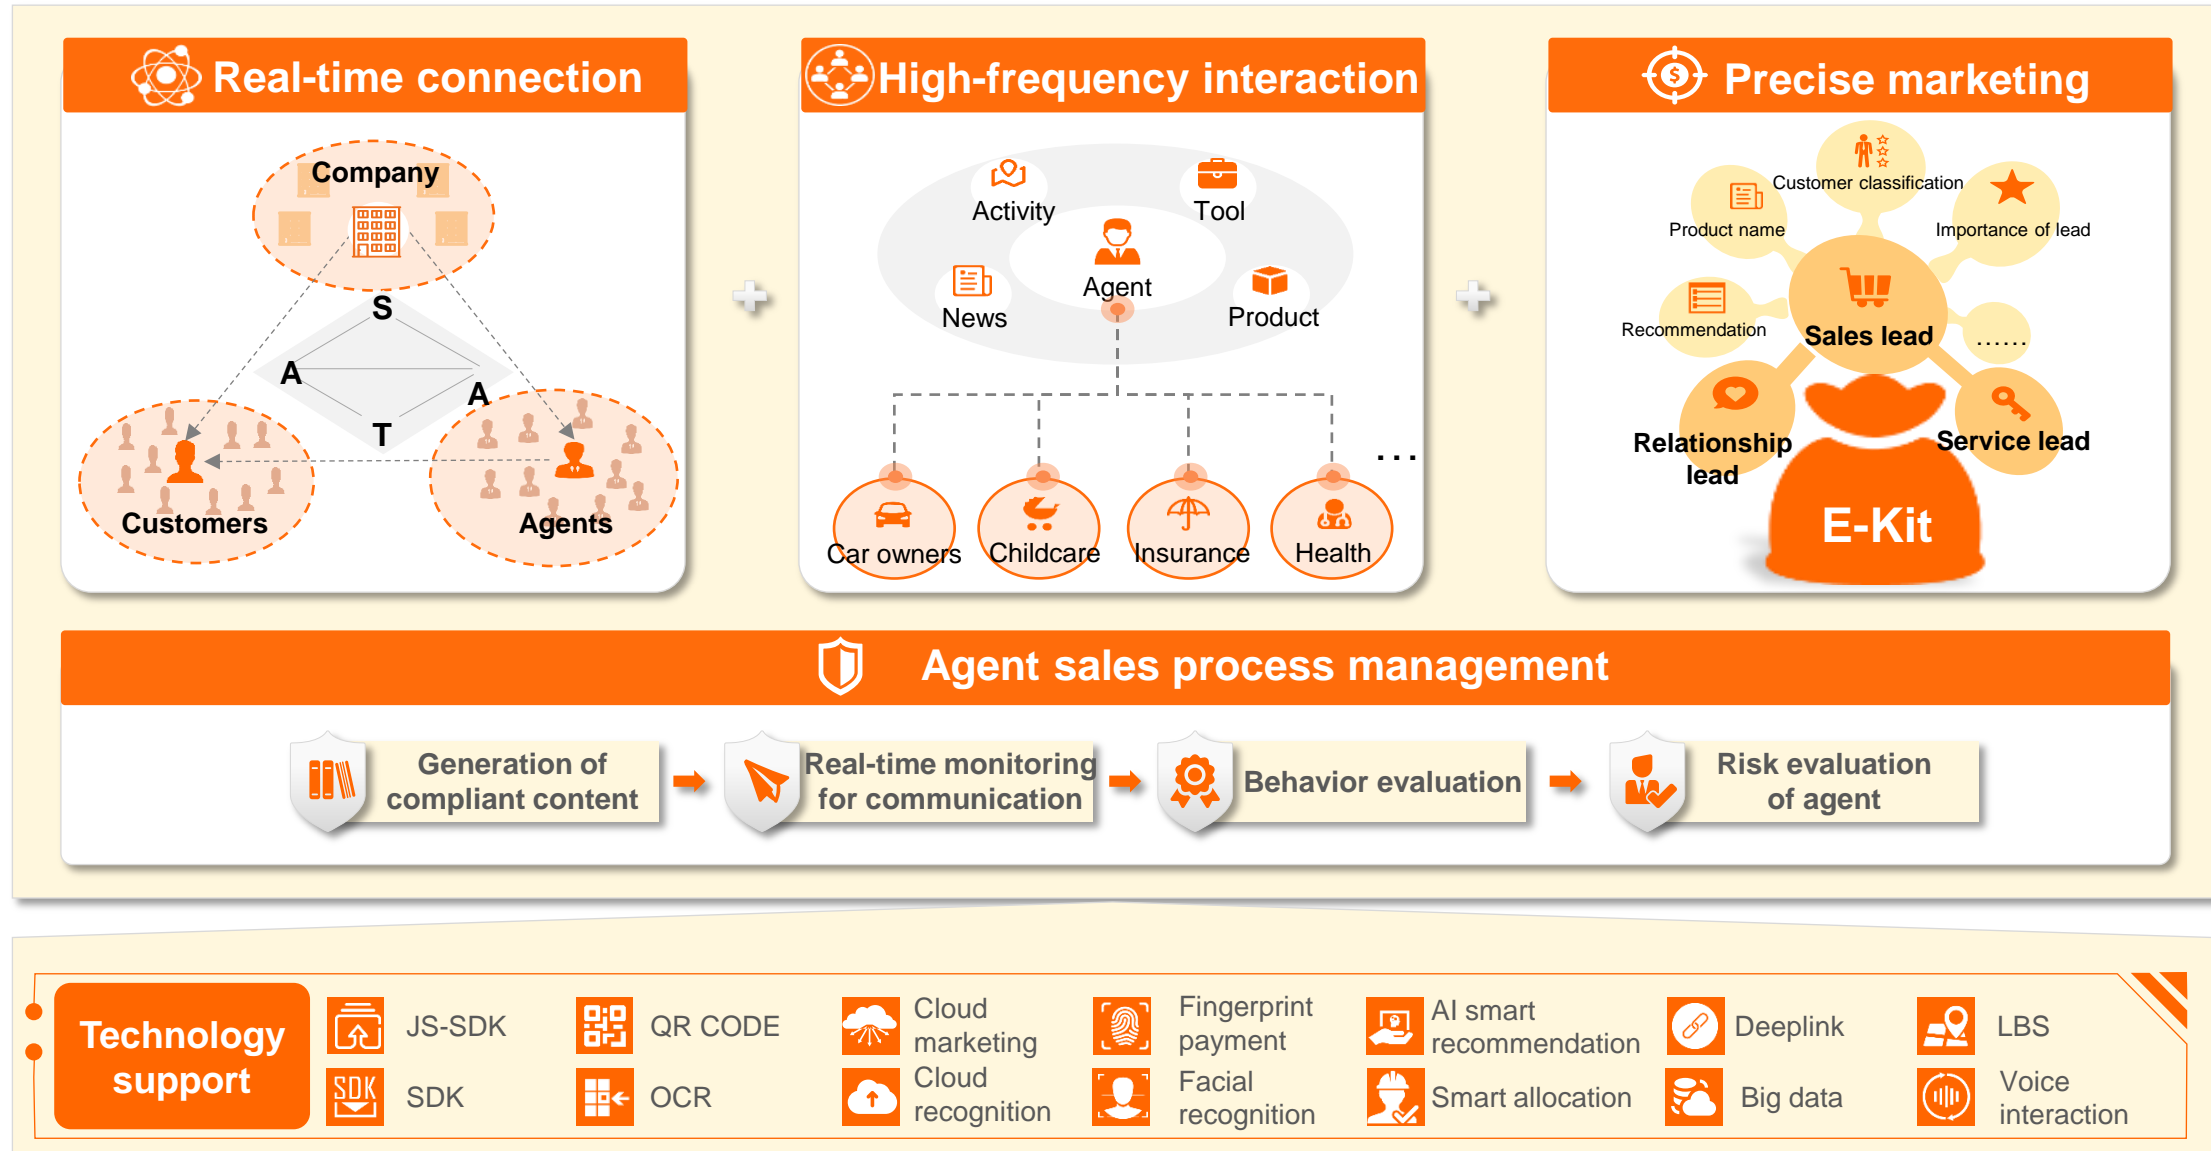 Real-time connection
Company
S
A
A
T
Customers
Agents
High-frequency interaction
Activity
Tool
Agent
News
Product
...
Car owners
Childcare
Insurance
Health
Precise marketing
Customer classification
Product name
Importance of lead
Recommendation
Sales lead
......
Relationship
lead
Service lead
E-Kit
Agent sales process management
Generation of
compliant content
Real-time monitoring
for communication
Behavior evaluation
Risk evaluation
of agent
Technology
support
JS-SDK
QR CODE
Cloud
marketing
Fingerprint
payment
AI smart
recommendation
Deeplink
LBS
SDK
SDK
OCR
Cloud
recognition
Facial
recognition
Smart allocation
Big data
Voice
interaction